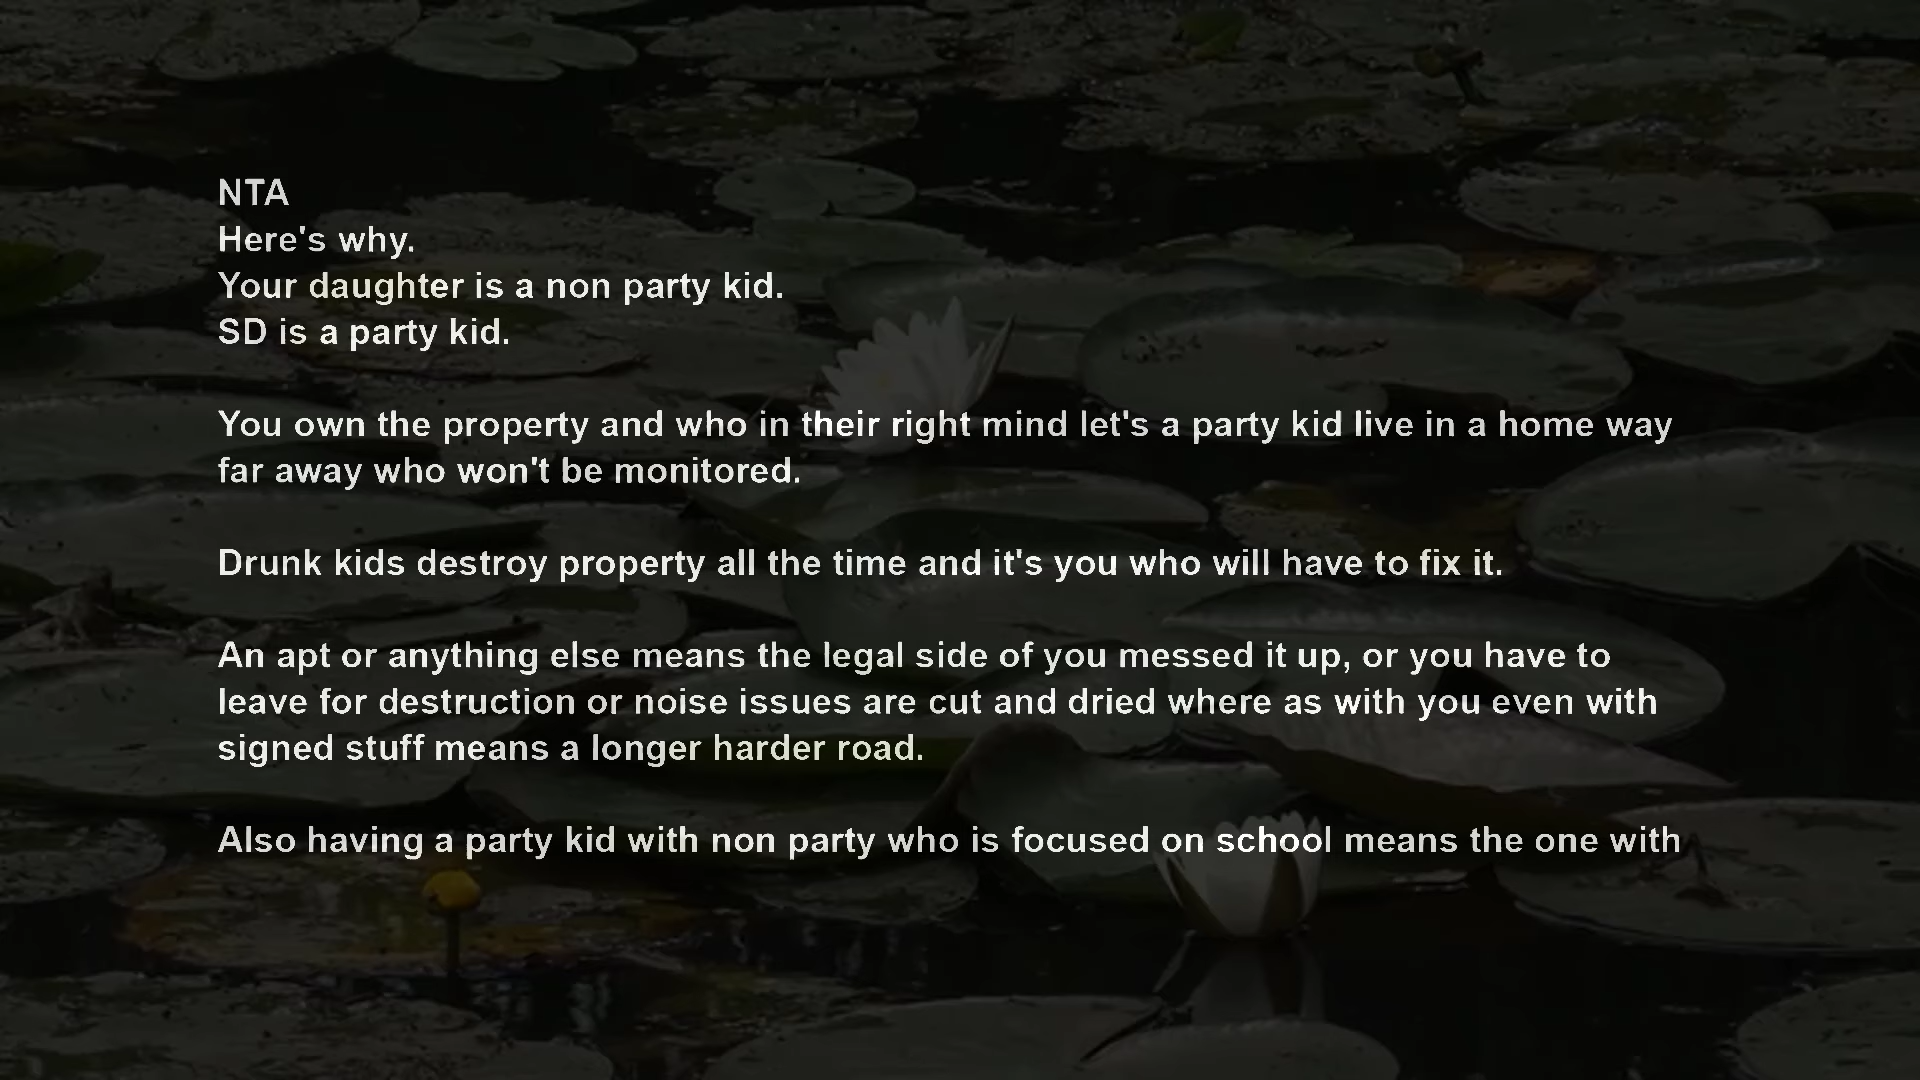 NTA
Here's why.
Your daughter is a non party kid.
SD is a party kid.
You own the property and who in their right mind let's a party kid live in a home way
far away who won't be monitored.
Drunk kids destroy property all the time and it's you who will have to fix it.
An apt or anything else means the legal side of you messed it up, or you have to
leave for destruction or noise issues are cut and dried where as with you even with
signed stuff means a longer harder road.
Also having a party kid with non party who is focused on school means the one with